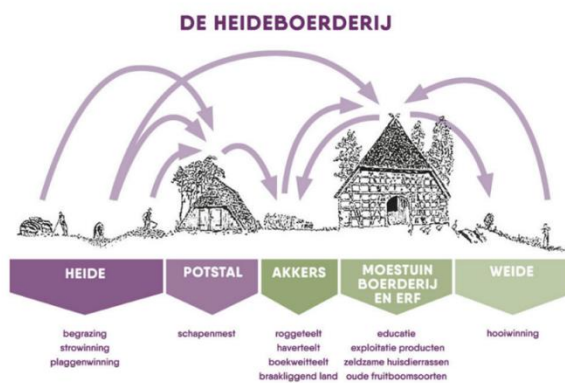 DE HEIDEBOERDERIJ
HEIDE
POTSTAL
AKKERS
MOESTUIN
BOERDERIJ
EN ERF
WEIDE
begrazing
strowinning
plaggenwinning
schapenmest
roggeteelt
haverteelt
boekweitteelt
braakliggend land
educatie
exploitatie producten
zeldzame huisdierrassen
oude fruitboomsoorten
hooiwinning